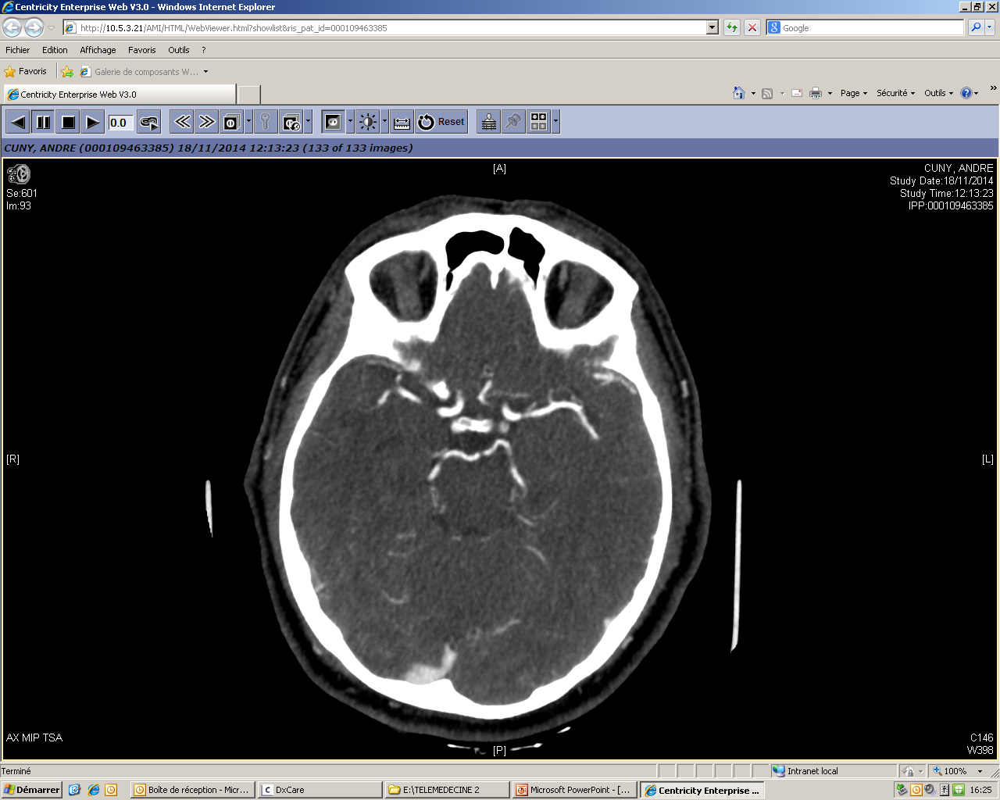 Centricity Enterprise Web V3.0 - Windows Internet Explorer
http://10.5.3.21/AMI/HTML/WebViewer.html?showlist&ris_pat_id=000109463385
Google
Fichier Edition Affichage Favoris Outils ?
Favoris Galerie de composants W...
Centricity Enterprise Web V3.0
Page Sécurité Outils »
0.0 Reset
CUNY, ANDRE (000109463385) 18/11/2014 12:13:23 (133 of 133 images)
[A]
CUNY, ANDRE
Study Date:18/11/2014
Study Time:12:13:23
IPP:000109463385
Se:601
Im:93
[R]
[L]
AX MIP TSA
[P]
C146
W398
Terminé Intranet local 100%
Démarrer Boîte de réception - Micr... DxCare E:\TELEMEDECINE 2 Microsoft PowerPoint - [... Centricity Enterprise ... 16:25